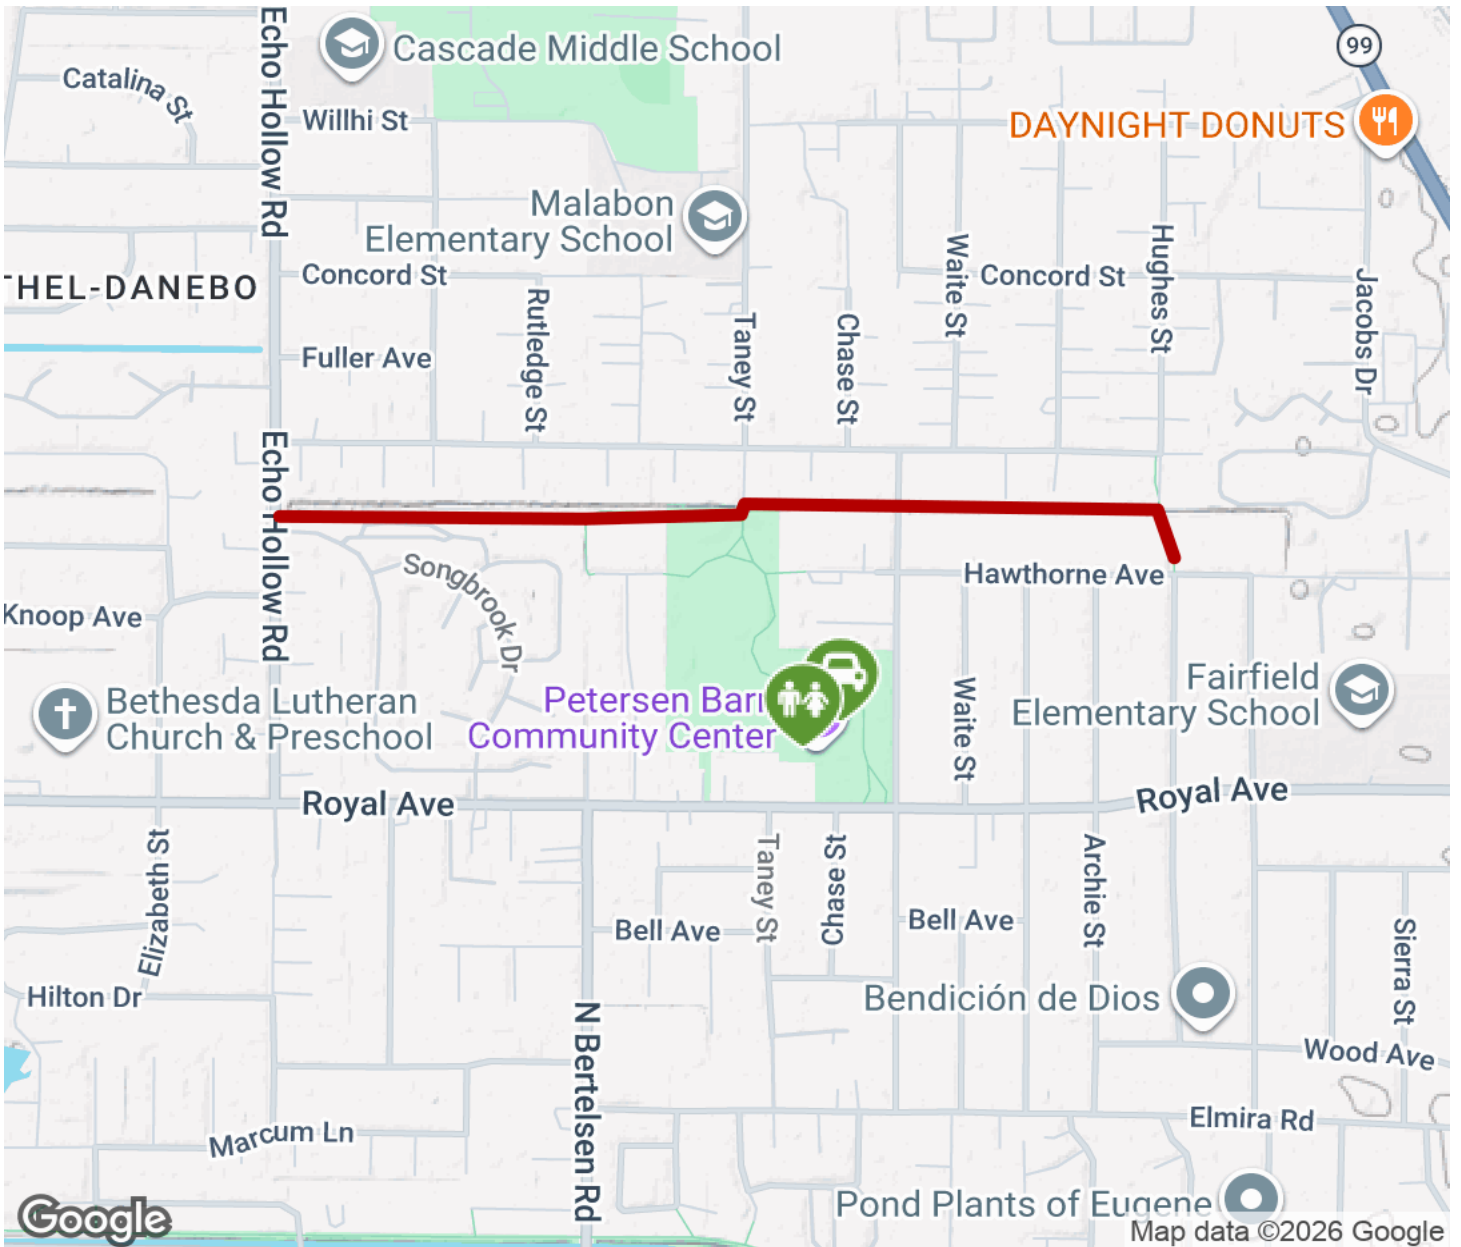 Echo Hollow Rd
Cascade Middle School
99
Catalina St
Willhi St
DAYNIGHT DONUTS
Malabon
Elementary School
Waite St
Hughes St
THEL-DANEBO
Concord St
Concord St
Jacobs Dr
Rutledge St
Taney St
Chase St
Fuller Ave
Echo Hollow Rd
Songbrook Dr
Hawthorne Ave
Knoop Ave
Bethesda Lutheran
Church & Preschool
Petersen Barn
Community Center
Waite St
Fairfield
Elementary School
Royal Ave
Royal Ave
Elizabeth St
Taney St
Chase St
Archie St
Bell Ave
Bell Ave
Sierra St
Hilton Dr
Bendición de Dios
N Bertelsen Rd
Wood Ave
Marcum Ln
Elmira Rd
Pond Plants of Eugene
Google
Map data ©2026 Google